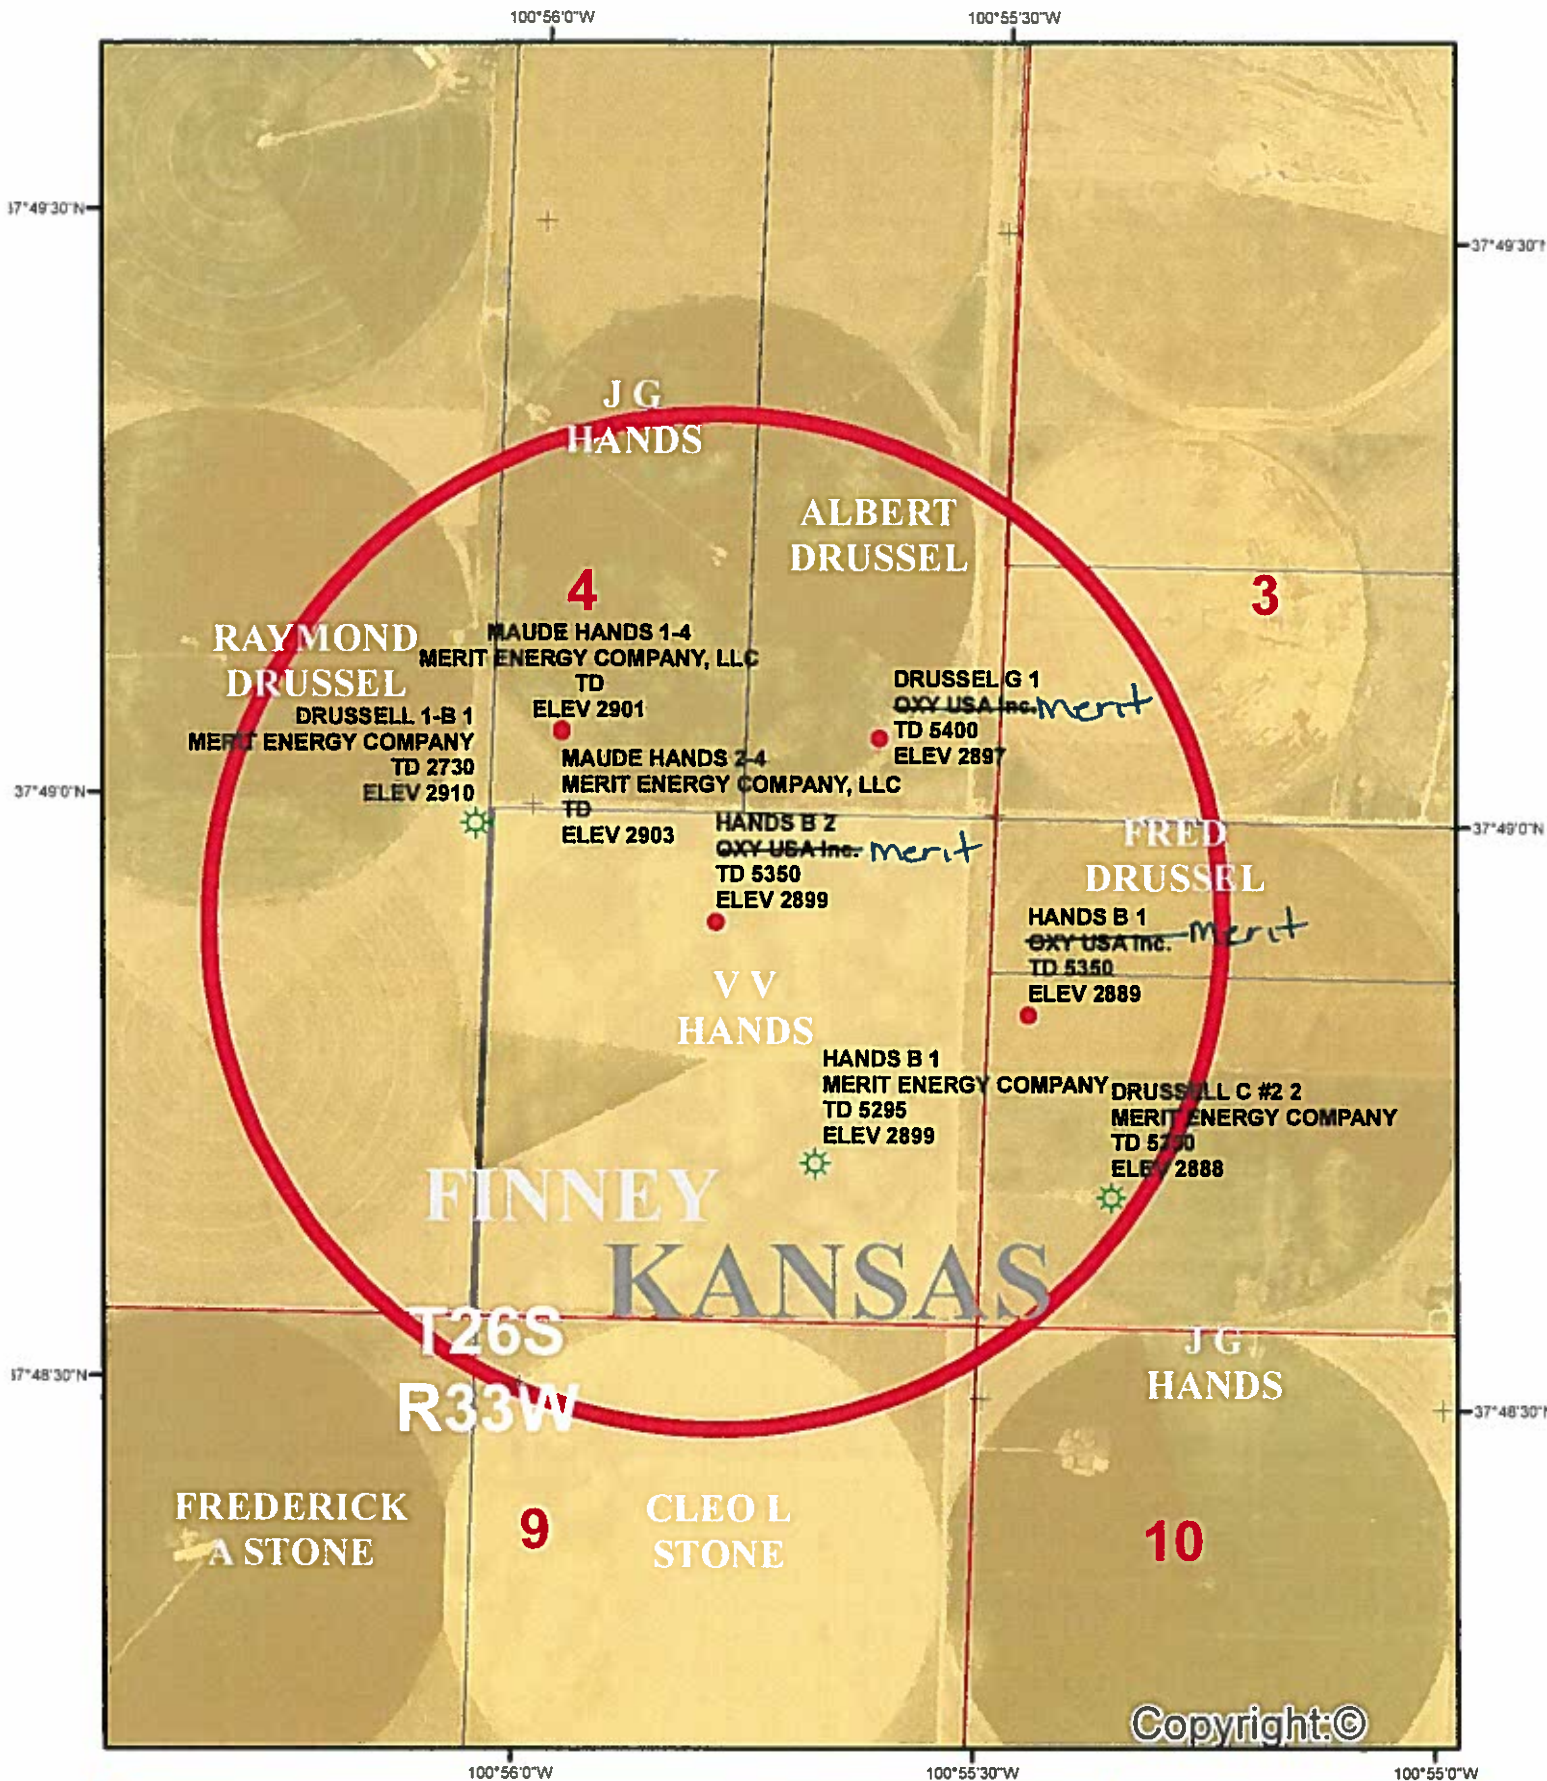 100°56'0"W
100°55'30"W
37°49'30"N
37°49'0"N
37°48'30"N
J G
HANDS
ALBERT
DRUSSEL
4
3
RAYMOND
DRUSSEL
MAUDE HANDS 1-4
MERIT ENERGY COMPANY, LLC
TD
ELEV 2901
DRUSSEL G 1
OXY USA Inc. Merit
TD 5400
ELEV 2897
DRUSSELL 1-B 1
MERIT ENERGY COMPANY
TD 2730
ELEV 2910
MAUDE HANDS 2-4
MERIT ENERGY COMPANY, LLC
TD
ELEV 2903
HANDS B 2
OXY USA Inc. Merit
TD 5350
ELEV 2899
FRED
DRUSSEL
HANDS B 1
OXY USA Inc. Merit
TD 5350
ELEV 2889
V V
HANDS
HANDS B 1
MERIT ENERGY COMPANY
TD 5295
ELEV 2899
DRUSSELL C #2 2
MERIT ENERGY COMPANY
TD
ELEV 2888
FINNEY
KANSAS
T26S
R33W
J G
HANDS
FREDERICK
A STONE
9
CLEO L
STONE
10
Copyright:©
37°49'30"N
37°49'0"N
37°48'30"N
100°56'0"W
100°55'30"W
100°55'0"W